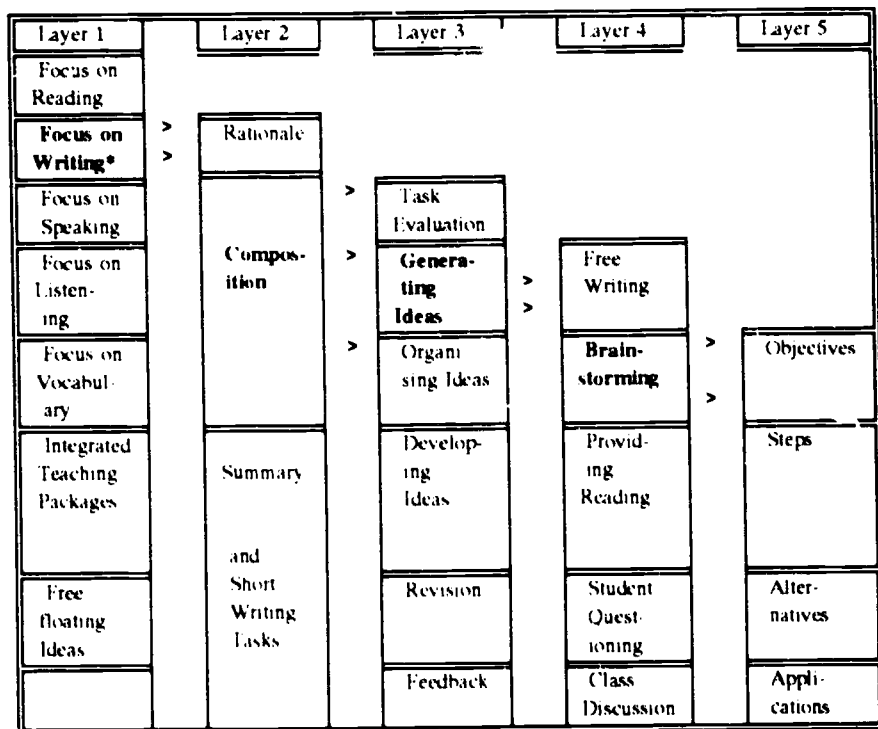 Layer 1
Layer 2
Layer 3
Layer 4
Layer 5
Focus on
Reading
Focus on
Writing*
Focus on
Speaking
Focus on
Listen-
ing
Focus on
Vocabul-
ary
Integrated
Teaching
Packages
Free
floating
Ideas
>
>
Rationale
Compos-
ition
Summary
and
Short
Writing
Tasks
>
>
>
Task
Evaluation
Genera-
ting
Ideas
Organi
sing Ideas
Develop-
ing
Ideas
Revision
Feedback
>
>
Free
Writing
Brain-
storming
Provid-
ing
Reading
Student
Quest-
ioning
Class
Discussion
>
>
Objectives
Steps
Alter-
natives
Appli-
cations